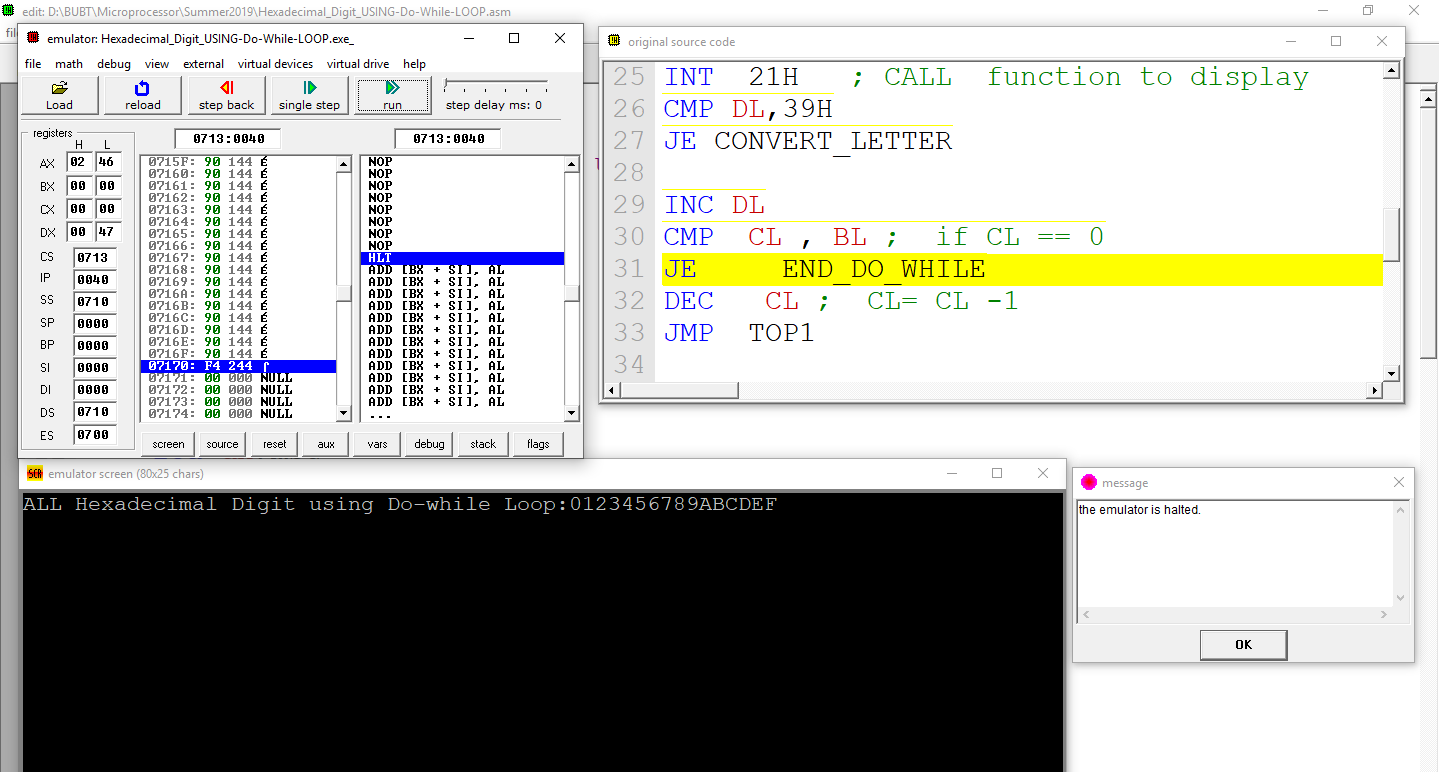 edit: D:\BUBT\Microprocessor\Summer2019\Hexadecimal_Digit_USING-Do-While-LOOP.asm
emulator: Hexadecimal_Digit_USING-Do-While-LOOP.exe_
file math debug view external virtual devices virtual drive help
Load reload step back single step run step delay ms: 0
registers
H L
AX 02 46
BX 00 00
CX 00 00
DX 00 47
CS 0713
IP 0040
SS 0710
SP 0000
BP 0000
SI 0000
DI 0000
DS 0710
ES 0700
0713:0040
0715F: 90 144 É
07160: 90 144 É
07161: 90 144 É
07162: 90 144 É
07163: 90 144 É
07164: 90 144 É
07165: 90 144 É
07166: 90 144 É
07167: 90 144 É
07168: 90 144 É
07169: 90 144 É
0716A: 90 144 É
0716B: 90 144 É
0716C: 90 144 É
0716D: 90 144 É
0716E: 90 144 É
0716F: 90 144 É
07170: F4 244 ⌠
07171: 00 000 NULL
07172: 00 000 NULL
07173: 00 000 NULL
07174: 00 000 NULL
0713:0040
NOP
NOP
NOP
NOP
NOP
NOP
NOP
NOP
HLT
ADD [BX + SI], AL
ADD [BX + SI], AL
ADD [BX + SI], AL
ADD [BX + SI], AL
ADD [BX + SI], AL
ADD [BX + SI], AL
ADD [BX + SI], AL
ADD [BX + SI], AL
ADD [BX + SI], AL
ADD [BX + SI], AL
ADD [BX + SI], AL
ADD [BX + SI], AL
...
screen source reset aux vars debug stack flags
original source code
25 INT 21H ; CALL function to display
26 CMP DL,39H
27 JE CONVERT_LETTER
28
29 INC DL
30 CMP CL , BL ; if CL == 0
31 JE END_DO_WHILE
32 DEC CL ; CL= CL -1
33 JMP TOP1
34
emulator screen (80x25 chars)
ALL Hexadecimal Digit using Do-while Loop:0123456789ABCDEF
message
the emulator is halted.
OK